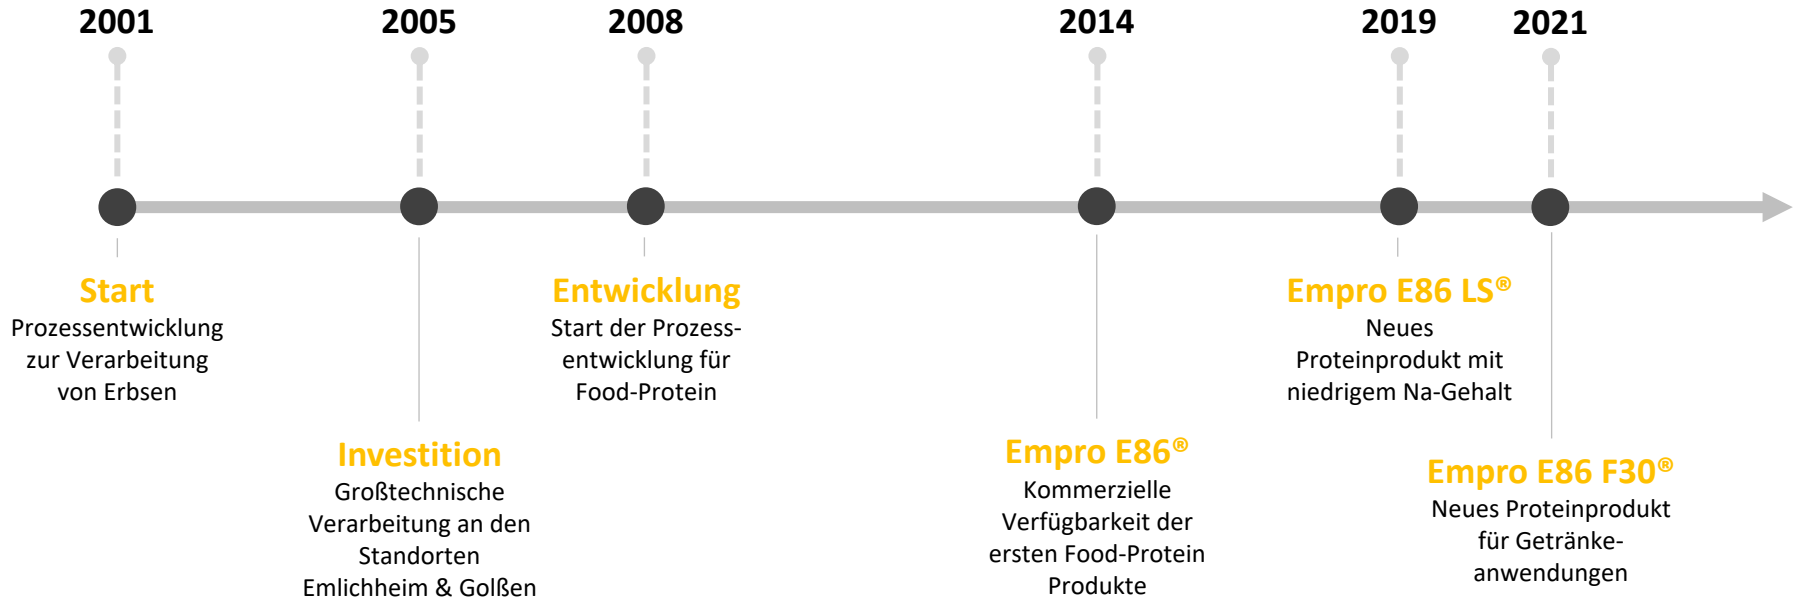 2001
2005
2008
2014
2019
2021
Start
Prozessentwicklung
zur Verarbeitung
von Erbsen
Investition
Großtechnische
Verarbeitung an den
Standorten
Emlichheim & Golßen
Entwicklung
Start der Prozess-
entwicklung für
Food-Protein
Empro E86®
Kommerzielle
Verfügbarkeit der
ersten Food-Protein
Produkte
Empro E86 LS®
Neues
Proteinprodukt mit
niedrigem Na-Gehalt
Empro E86 F30®
Neues Proteinprodukt
für Getränke-
anwendungen